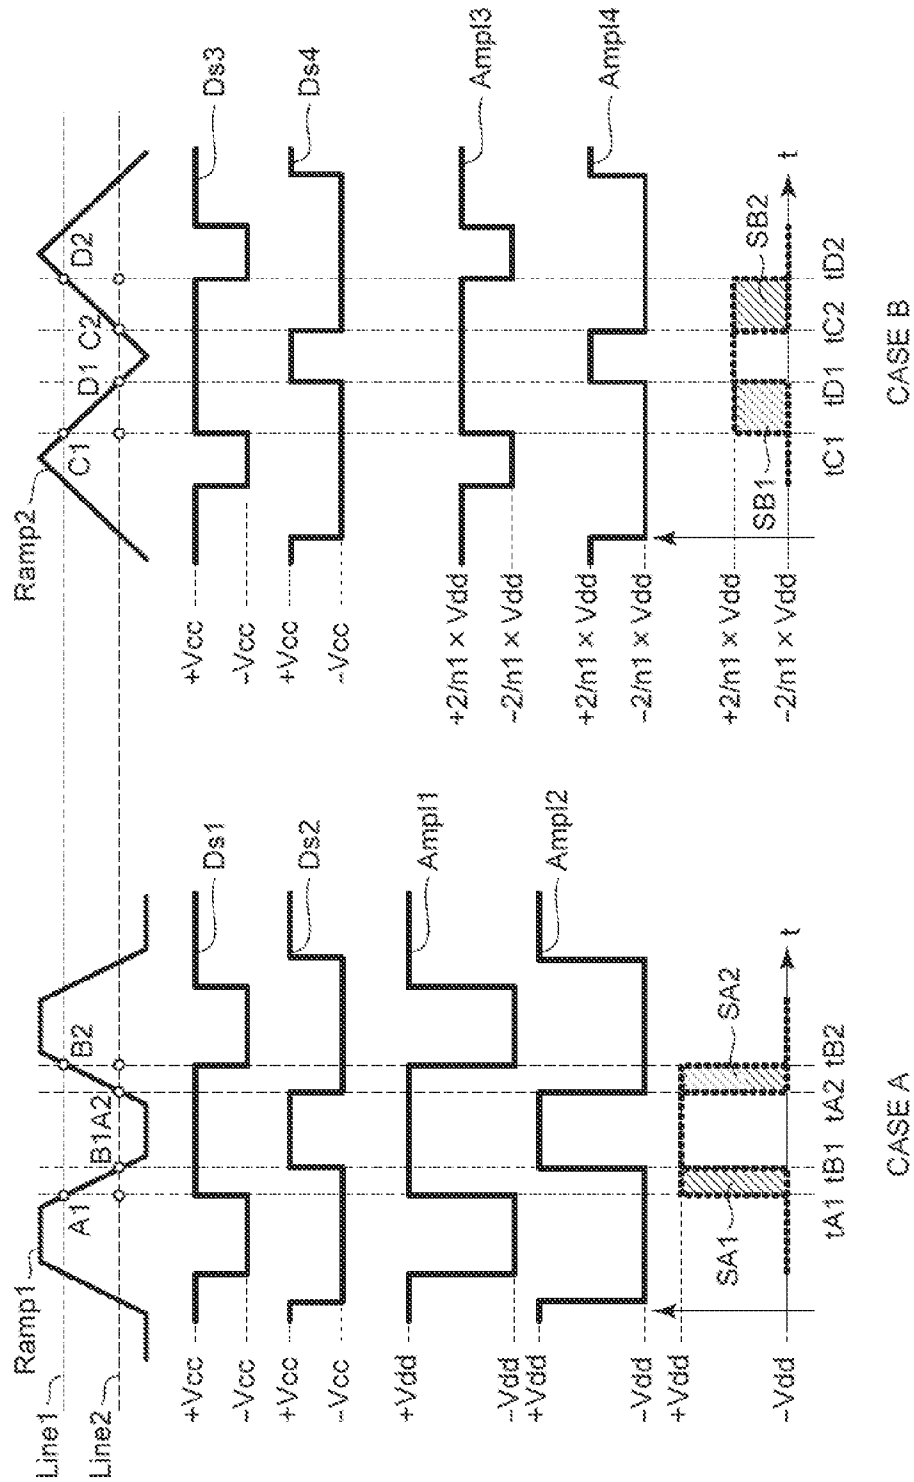 Line1
Line2
Ramp1
A1
B1A2
B2
+Vcc
-Vcc
Ds1
+Vcc
-Vcc
Ds2
+Vdd
-Vdd
Ampl1
+Vdd
-Vdd
Ampl2
+Vdd
-Vdd
SA1
SA2
t
tA1
tB1
tA2
tB2
CASE A
Ramp2
C1
D1
C2
D2
+Vcc
-Vcc
Ds3
+Vcc
-Vcc
Ds4
+2/n1 × Vdd
-2/n1 × Vdd
Ampl3
+2/n1 × Vdd
-2/n1 × Vdd
Ampl4
+2/n1 × Vdd
-2/n1 × Vdd
SB1
SB2
t
tC1
tD1
tC2
tD2
CASE B